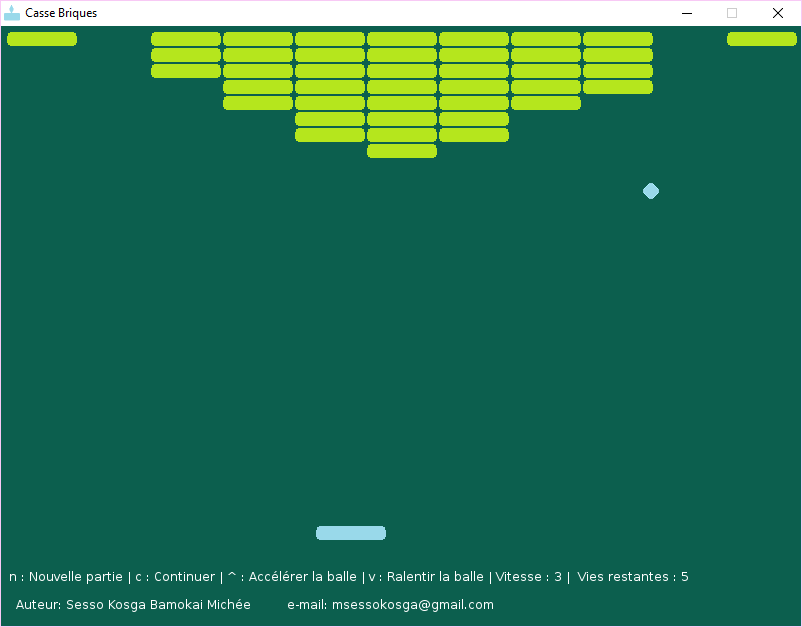 Casse Briques
n : Nouvelle partie | c : Continuer | ^ : Accélérer la balle | v : Ralentir la balle | Vitesse : 3 | Vies restantes : 5
Auteur: Sesso Kosga Bamokai Michée e-mail: msessokosga@gmail.com